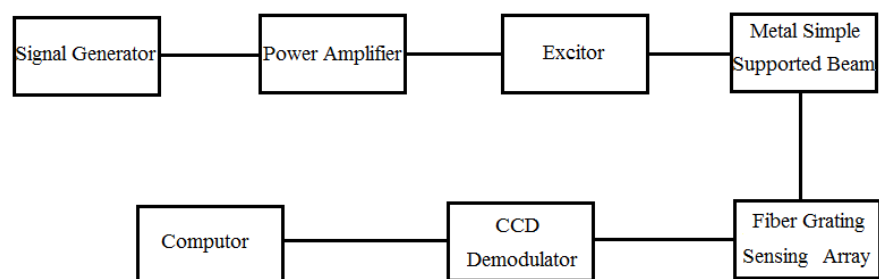 Signal Generator
Power Amplifier
Excitor
Metal Simple
Supported Beam
Computor
CCD
Demodulator
Fiber Grating
Sensing Array